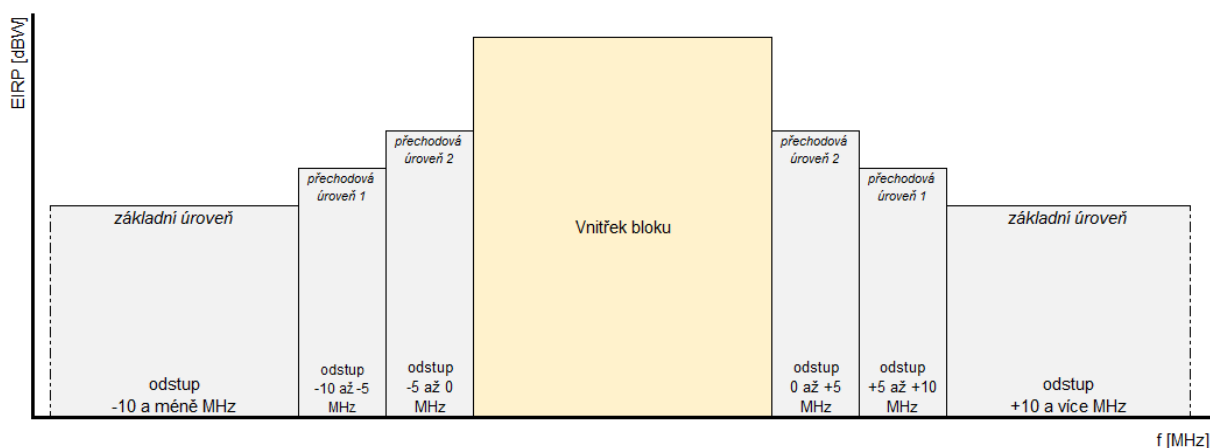 EIRP [dBW]
přechodová
úroveň 2
přechodová
úroveň 2
přechodová
úroveň 1
přechodová
úroveň 1
základní úroveň
Vnitřek bloku
základní úroveň
odstup
-10 a méně MHz
odstup
-10 až -5
MHz
odstup
-5 až 0
MHz
odstup
0 až +5
MHz
odstup
+5 až +10
MHz
odstup
+10 a více MHz
f [MHz]